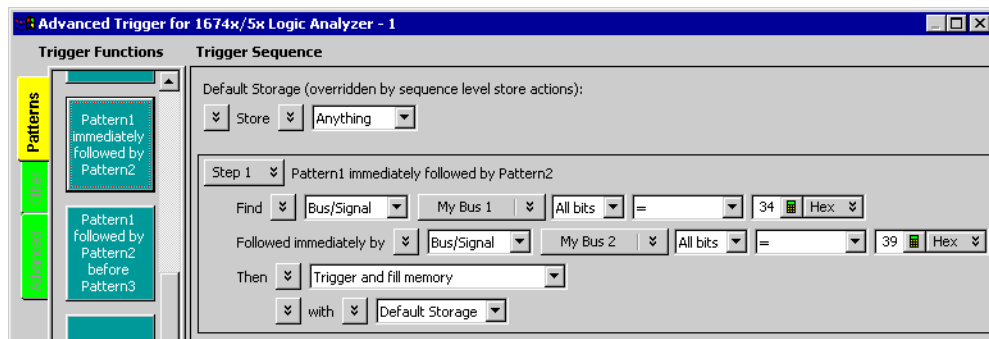 Advanced Trigger for 1674x/5x Logic Analyzer - 1
Trigger Functions Trigger Sequence
Patterns
Other
Advanced
Pattern1
immediately
followed by
Pattern2
Pattern1
followed by
Pattern2
before
Pattern3
Default Storage (overridden by sequence level store actions):
Store Anything
Step 1 Pattern1 immediately followed by Pattern2
Find Bus/Signal My Bus 1 All bits = 34 Hex
Followed immediately by Bus/Signal My Bus 2 All bits = 39 Hex
Then Trigger and fill memory
with Default Storage